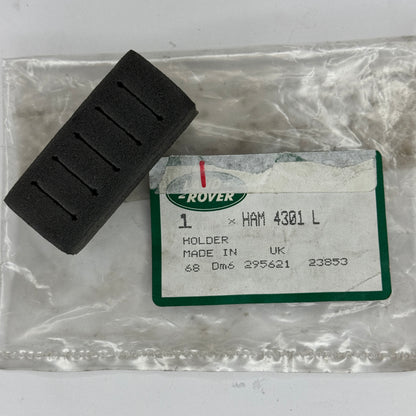 ROVER
1 × HAM 4301 L
HOLDER
MADE IN UK
68 Dm6 295621 23853